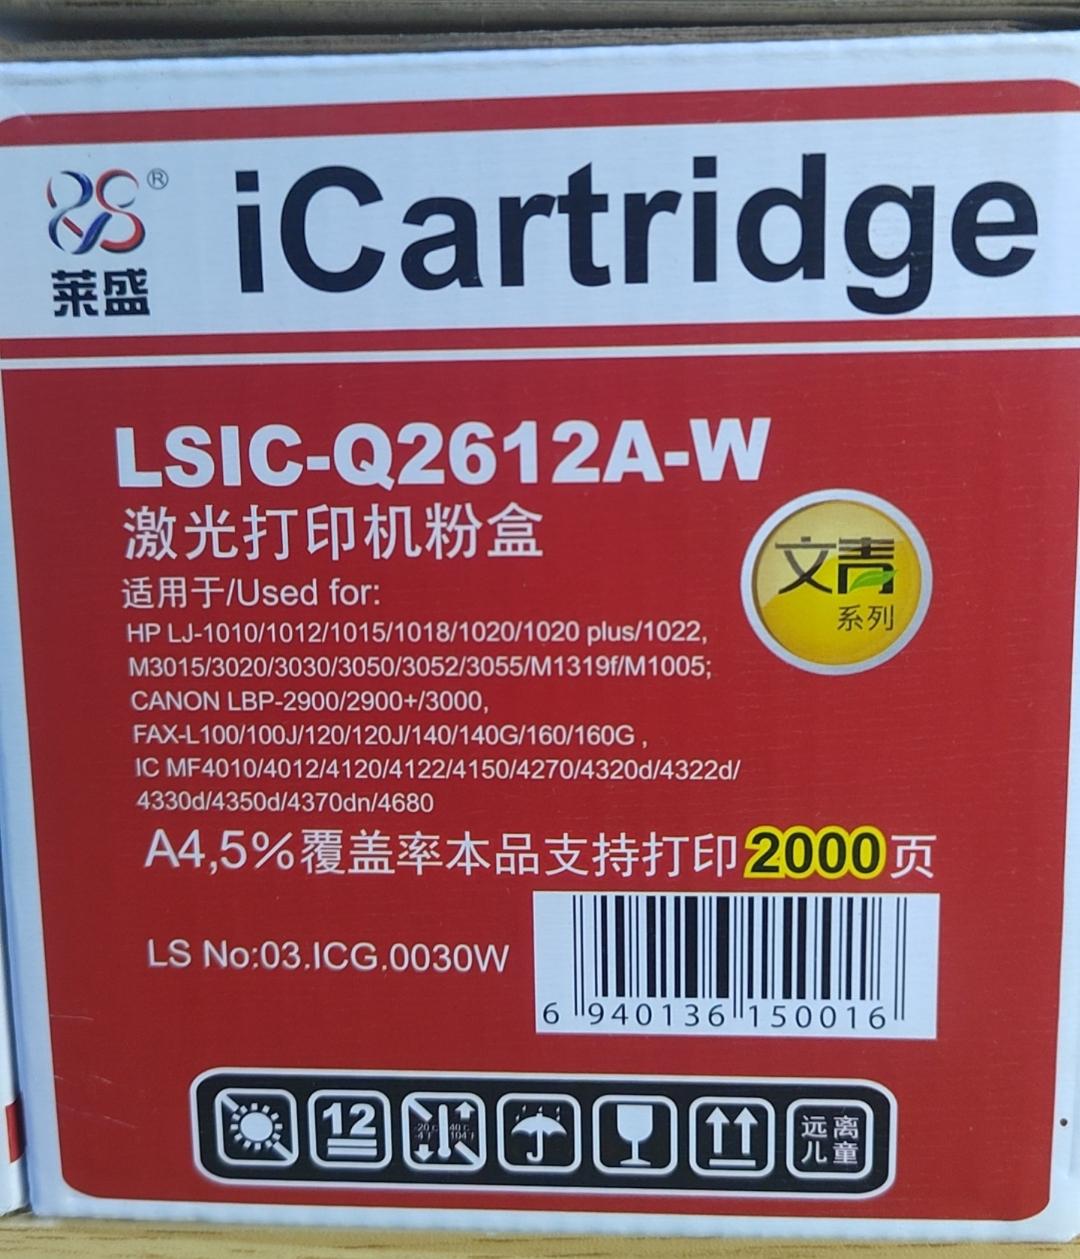 ®
莱盛
iCartridge
LSIC-Q2612A-W
激光打印机粉盒
适用于/Used for:
HP LJ-1010/1012/1015/1018/1020/1020 plus/1022,
M3015/3020/3030/3050/3052/3055/M1319f/M1005;
CANON LBP-2900/2900+/3000,
FAX-L100/100J/120/120J/140/140G/160/160G ,
IC MF4010/4012/4120/4122/4150/4270/4320d/4322d/
4330d/4350d/4370dn/4680
文青
系列
A4,5%覆盖率本品支持打印2000页
LS No:03.ICG.0030W
6 940136 150016
12
-20℃ 40℃
-4℉ 104℉
远离
儿童